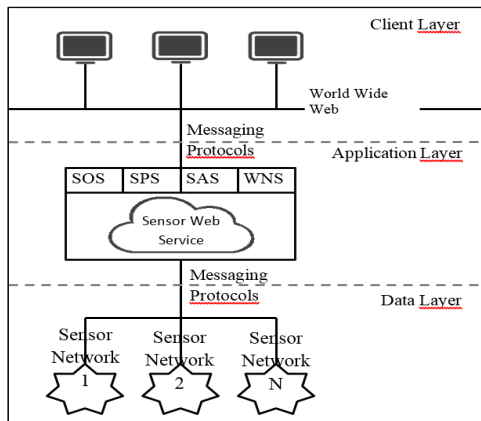 Client Layer
World Wide
Web
Messaging
Protocols
Application Layer
SOS
SPS
SAS
WNS
Sensor Web
Service
Messaging
Protocols
Data Layer
Sensor
Network
1
Sensor
Network
2
Sensor
Network
N